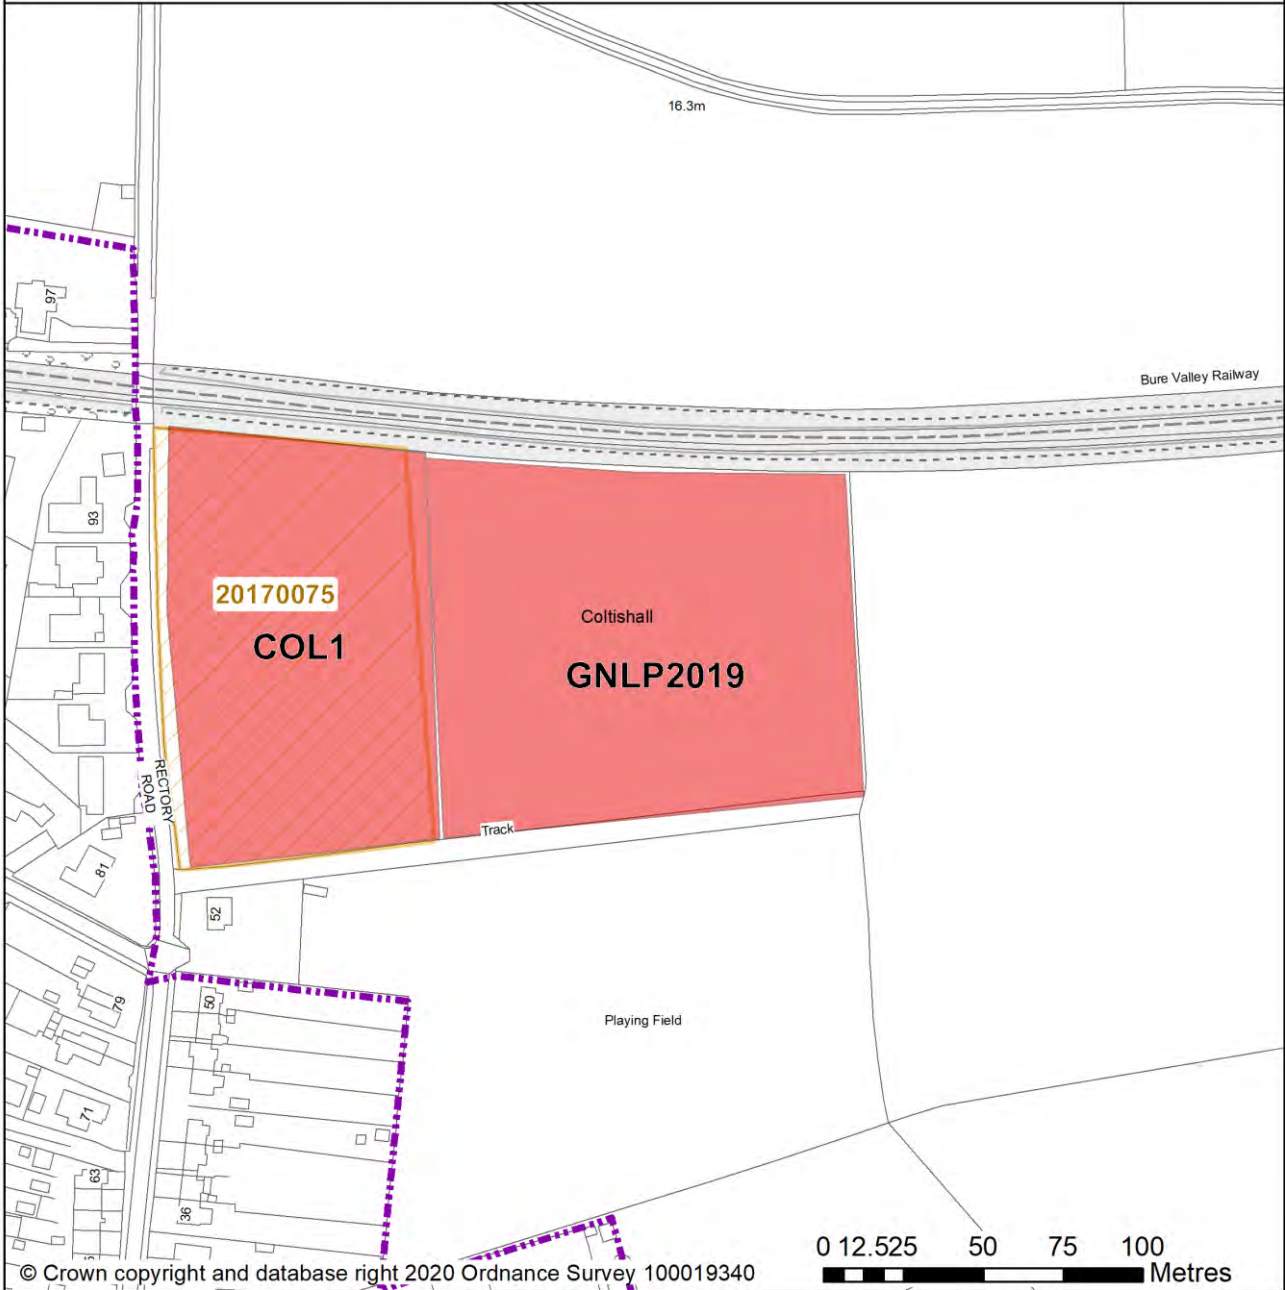 16.3m
97
Bure Valley Railway
93
20170075
COL1
Coltishall
GNLP2019
RECTORY
ROAD
Track
81
52
79
50
Playing Field
71
63
36
0 12.525 50 75 100
Metres
© Crown copyright and database right 2020 Ordnance Survey 100019340